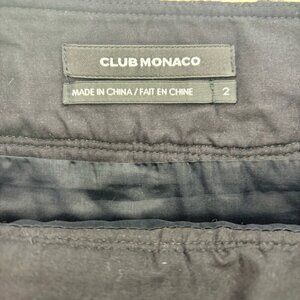 CLUB MONACO
MADE IN CHINA / FAIT EN CHINE 2